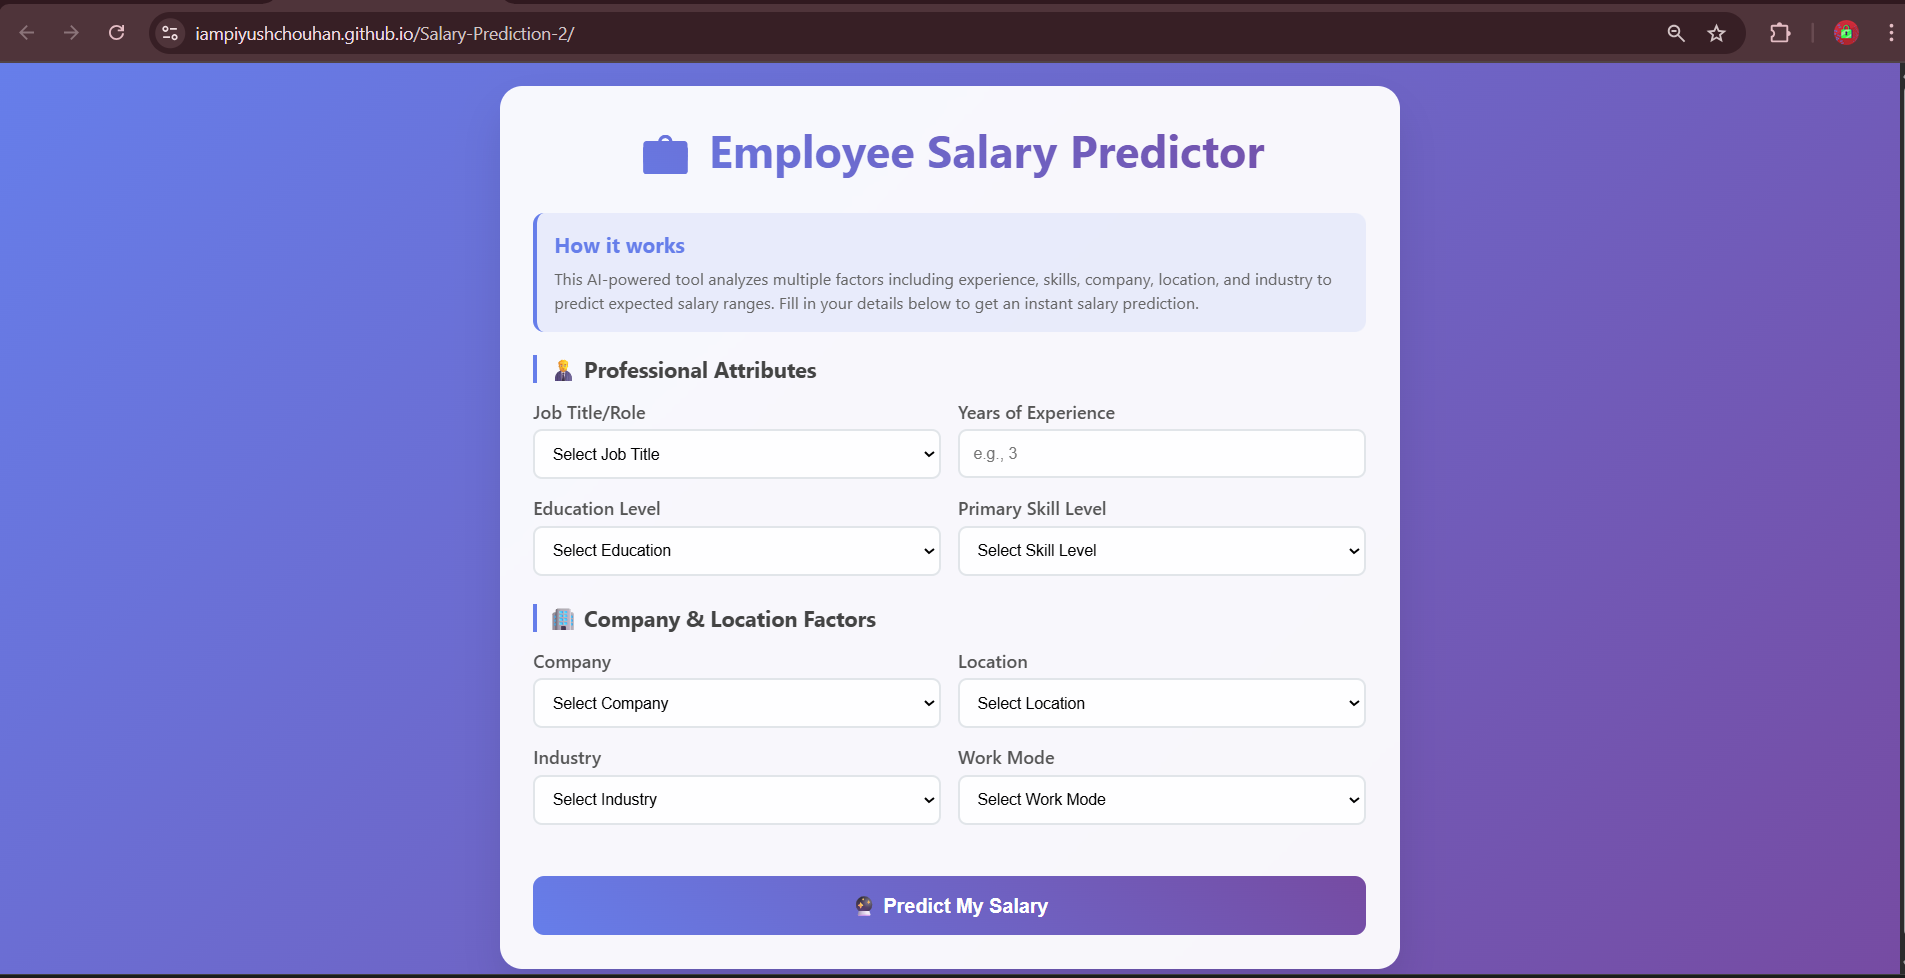 iampiyushchouhan.github.io/Salary-Prediction-2/
Employee Salary Predictor
How it works
This AI-powered tool analyzes multiple factors including experience, skills, company, location, and industry to
predict expected salary ranges. Fill in your details below to get an instant salary prediction.
Professional Attributes
Job Title/Role
Years of Experience
Select Job Title
e.g., 3
Education Level
Primary Skill Level
Select Education
Select Skill Level
Company & Location Factors
Company
Location
Select Company
Select Location
Industry
Work Mode
Select Industry
Select Work Mode
Predict My Salary